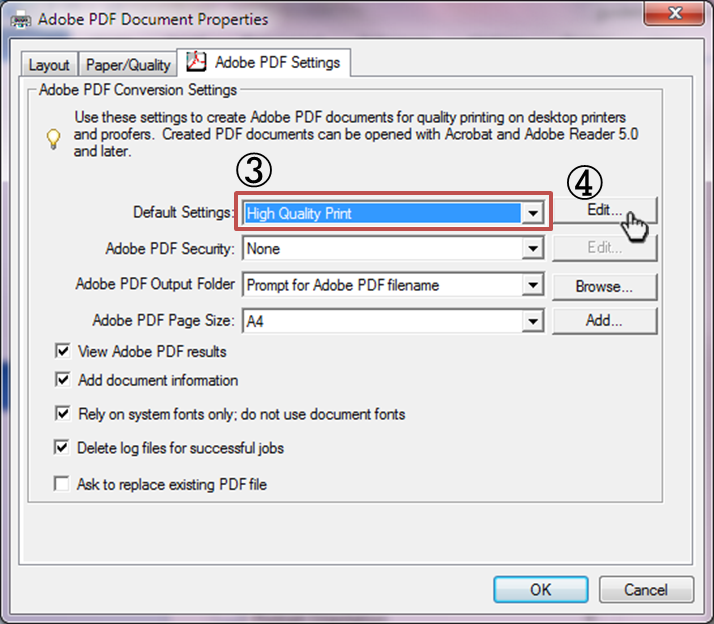 Adobe PDF Document Properties
Layout Paper/Quality Adobe PDF Settings
Adobe PDF Conversion Settings
Use these settings to create Adobe PDF documents for quality printing on desktop printers
and proofers. Created PDF documents can be opened with Acrobat and Adobe Reader 5.0
and later.
③ ④
Default Settings: High Quality Print Edit...
Adobe PDF Security: None Edit...
Adobe PDF Output Folder Prompt for Adobe PDF filename Browse...
Adobe PDF Page Size: A4 Add...
View Adobe PDF results
Add document information
Rely on system fonts only; do not use document fonts
Delete log files for successful jobs
Ask to replace existing PDF file
OK Cancel